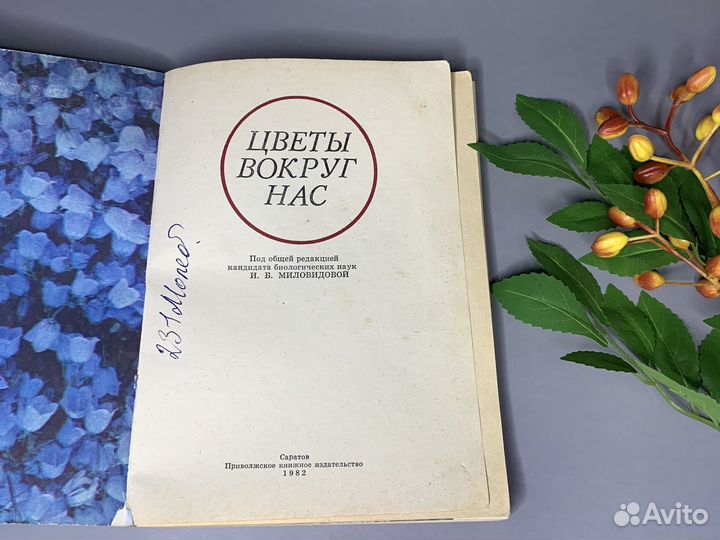 ЦВЕТЫ
ВОКРУГ
НАС
Под общей редакцией
кандидата биологических наук
И. Б. МИЛОВИДОВОЙ
Саратов
Приволжское книжное издательство
1982
Avito